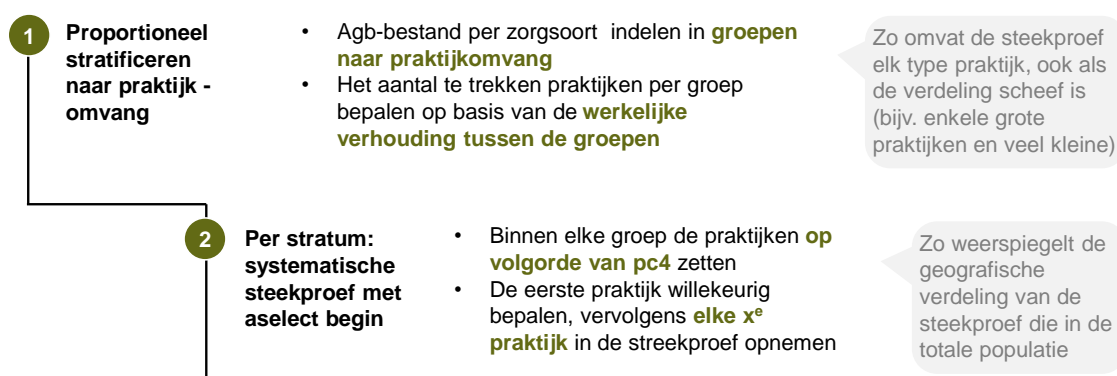 1
Proportioneel
stratificeren
naar praktijk -
omvang
• Agb-bestand per zorgsoort indelen in groepen
naar praktijkomvang
• Het aantal te trekken praktijken per groep
bepalen op basis van de werkelijke
verhouding tussen de groepen
Zo omvat de steekproef
elk type praktijk, ook als
de verdeling scheef is
(bijv. enkele grote
praktijken en veel kleine)
2
Per stratum:
systematische
steekproef met
aselect begin
• Binnen elke groep de praktijken op
volgorde van pc4 zetten
• De eerste praktijk willekeurig
bepalen, vervolgens elke xᵉ
praktijk in de streekproef opnemen
Zo weerspiegelt de
geografische
verdeling van de
steekproef die in de
totale populatie